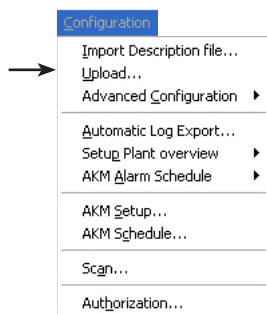 Configuration
Import Description file...
Upload...
Advanced Configuration
Automatic Log Export...
Setup Plant overview
AKM Alarm Schedule
AKM Setup...
AKM Schedule...
Scan...
Authorization...